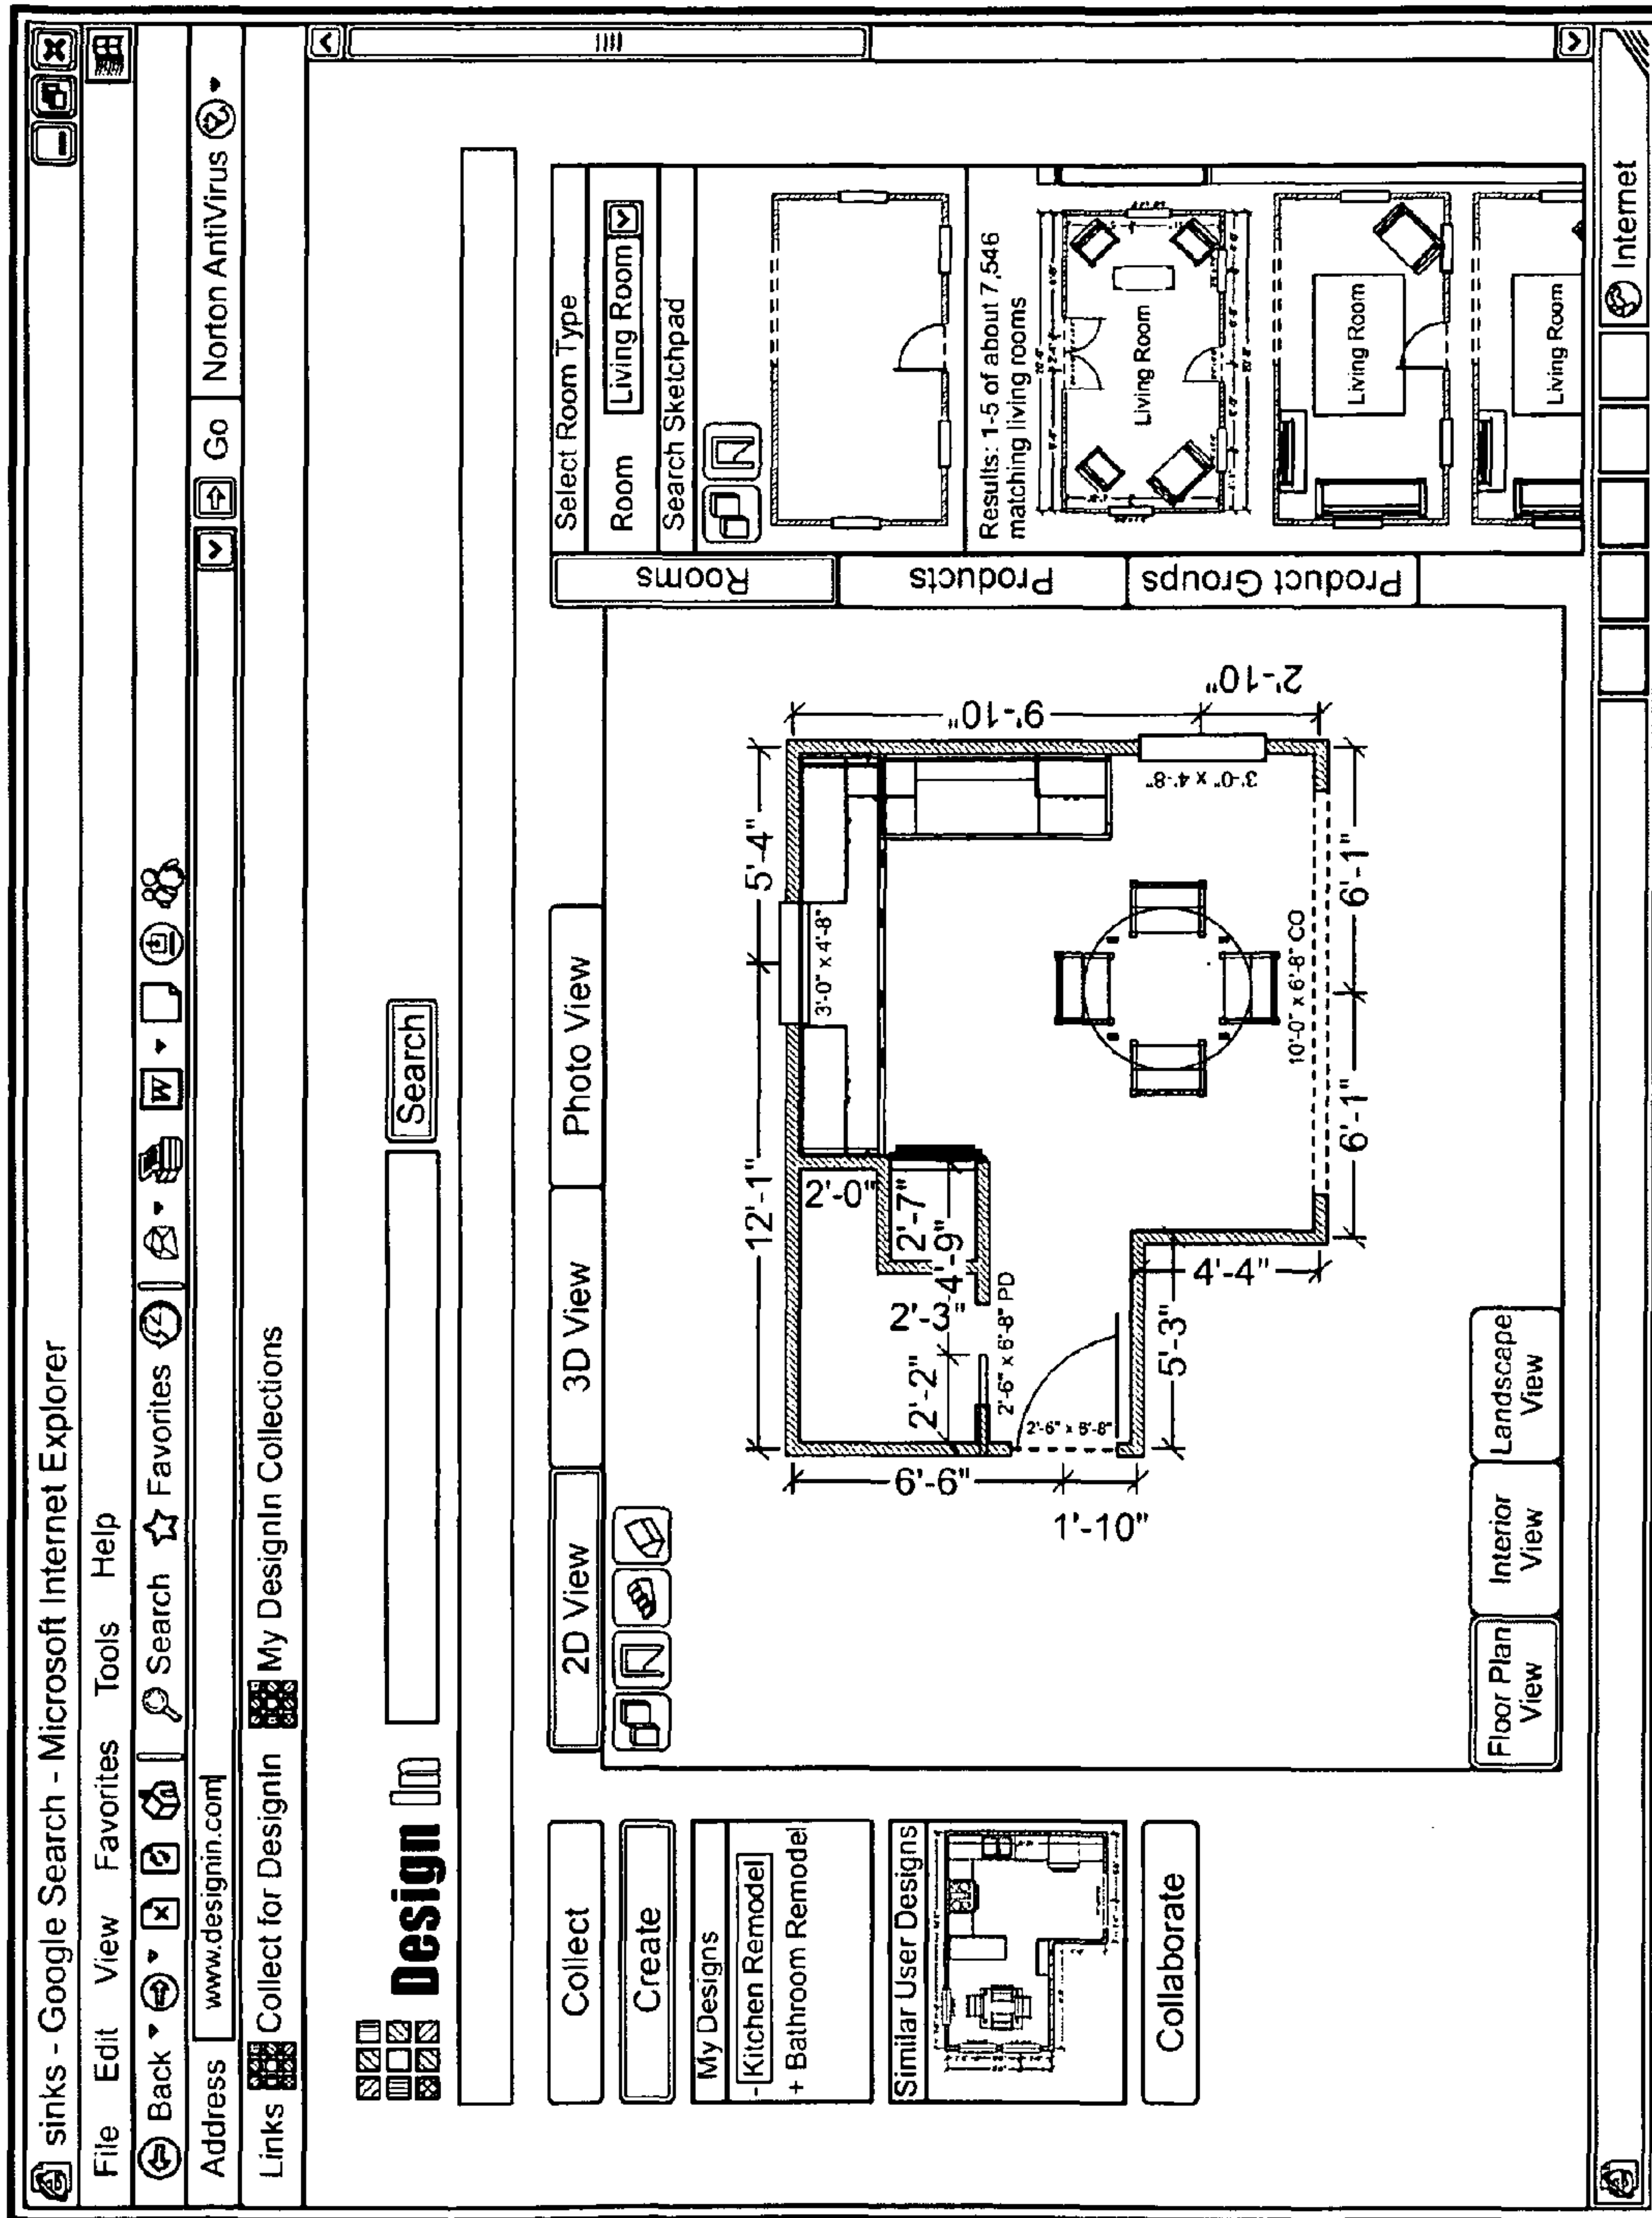 sinks - Google Search - Microsoft Internet Explorer
File Edit View Favorites Tools Help
Back Search Favorites W
Address www.designin.com Go Norton AntiVirus
Links Collect for DesignIn My DesignIn Collections
Design In Search
Collect
Create
My Designs
- Kitchen Remodel
+ Bathroom Remodel
Similar User Designs
Collaborate
2D View 3D View Photo View
12'-1" 5'-4"
3'-0" x 4'-8"
2'-0"
2'-7"
4'-9"
2'-3"
2'-2"
2'-6" x 6'-8" PD
2'-6" x 6'-8"
6'-6"
1'-10"
5'-3"
4'-4"
9'-10"
2'-10"
3'-0" x 4'-8"
10'-0" x 6'-8" CO
6'-1" 6'-1"
Floor Plan View
Interior View
Landscape View
Rooms
Products
Product Groups
Select Room Type
Room Living Room
Search Sketchpad
Results: 1-5 of about 7,546
matching living rooms
Living Room
Living Room
Living Room
Internet